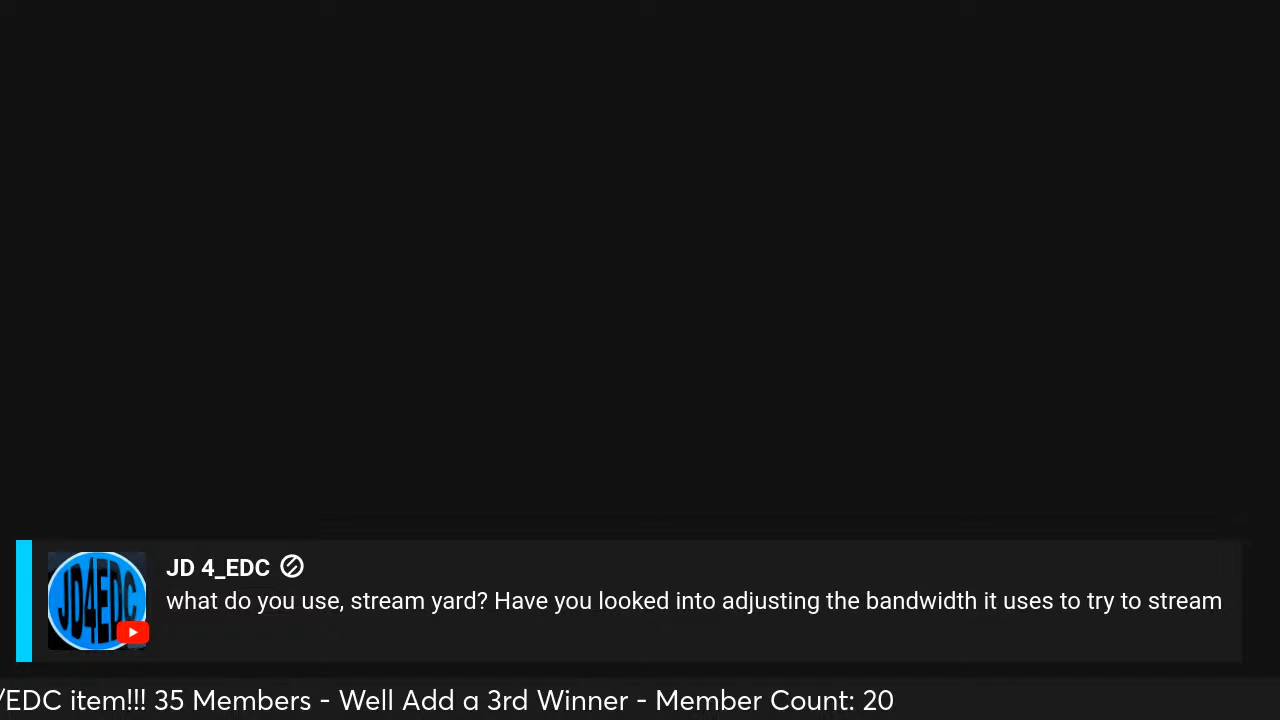 JD 4_EDC
what do you use, stream yard? Have you looked into adjusting the bandwidth it uses to try to stream
JD4EDC
/EDC item!!! 35 Members - Well Add a 3rd Winner - Member Count: 20